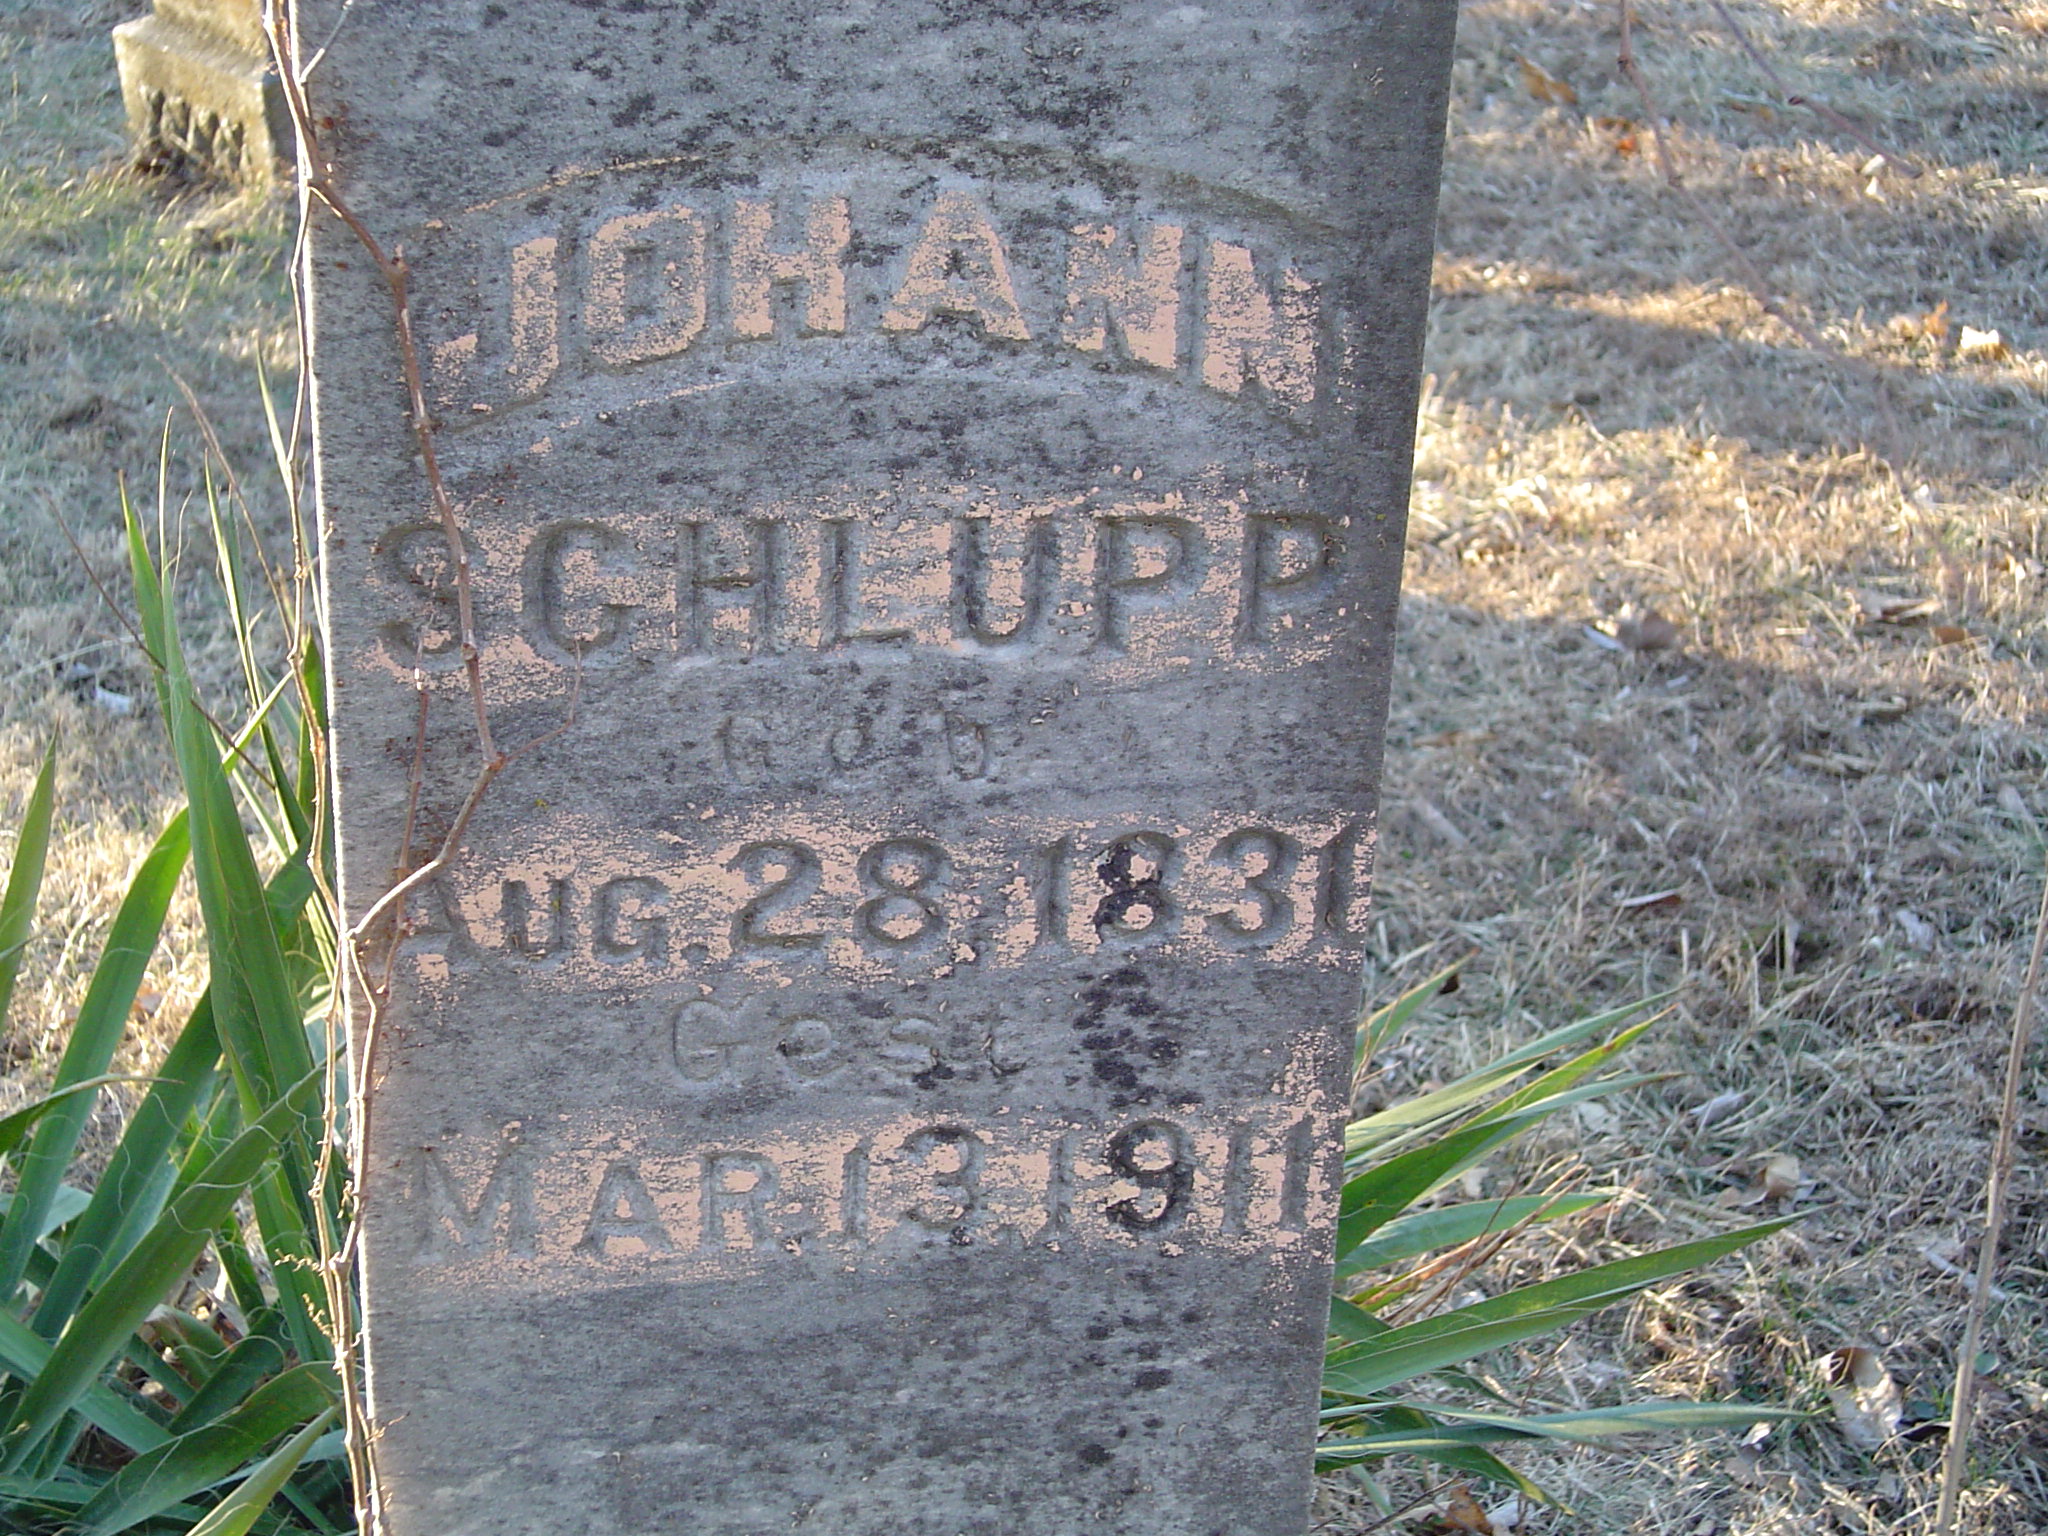 JOHANN
SCHLUPP
Geb
AUG. 28, 1831
Gest
MAR. 13, 1911